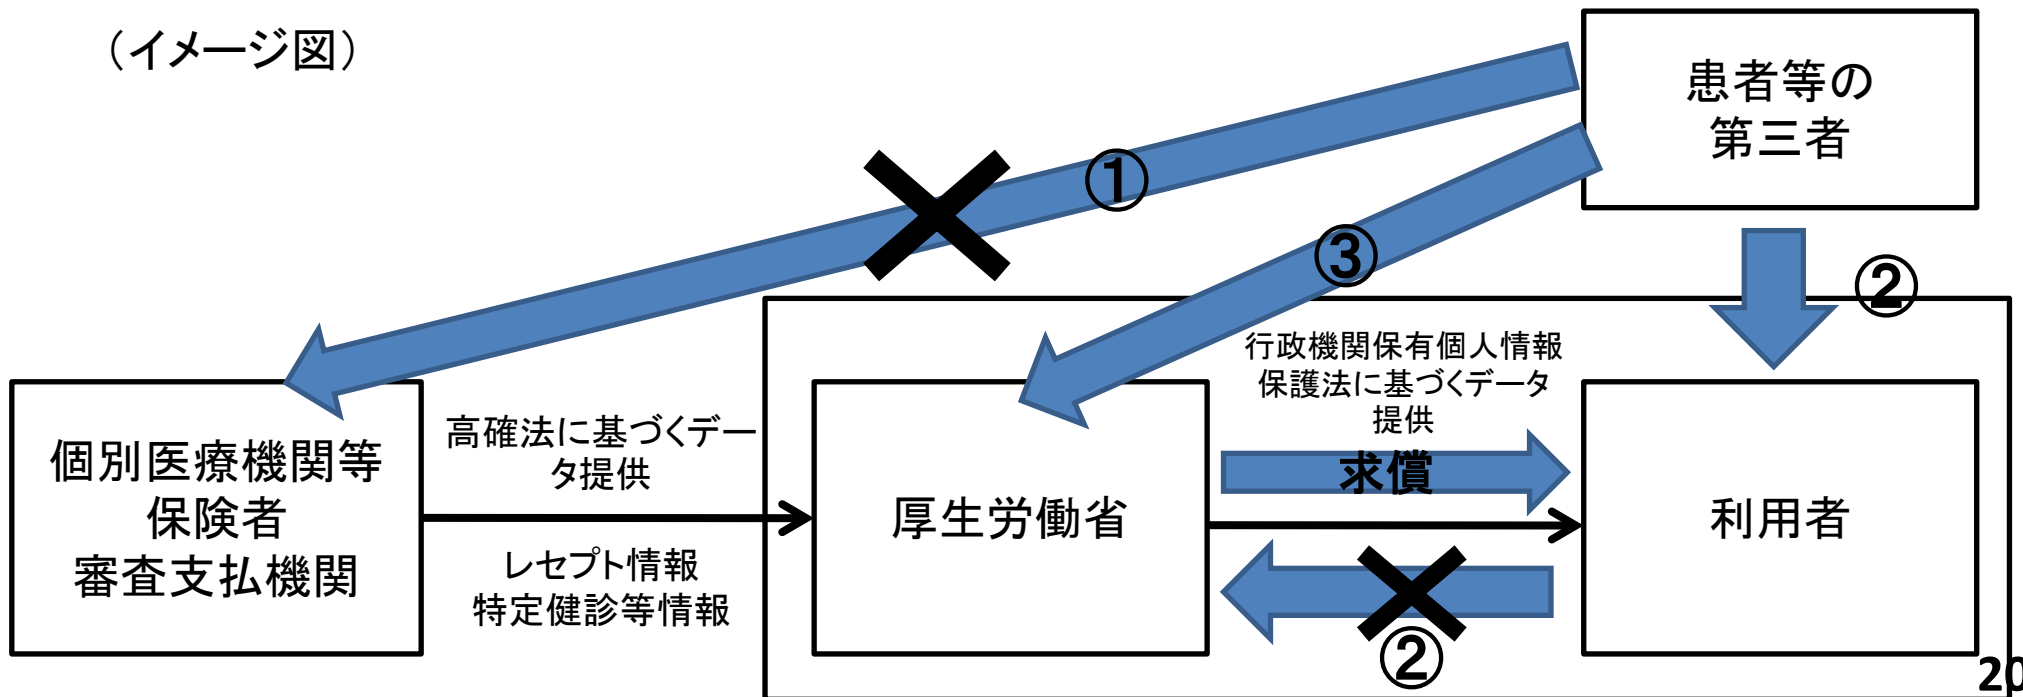 （イメージ図）
患者等の
第三者
①
③
②
行政機関保有個人情報
保護法に基づくデータ
提供
求償
高確法に基づくデー
タ提供
レセプト情報
特定健診等情報
個別医療機関等
保険者
審査支払機関
厚生労働省
利用者
②
20